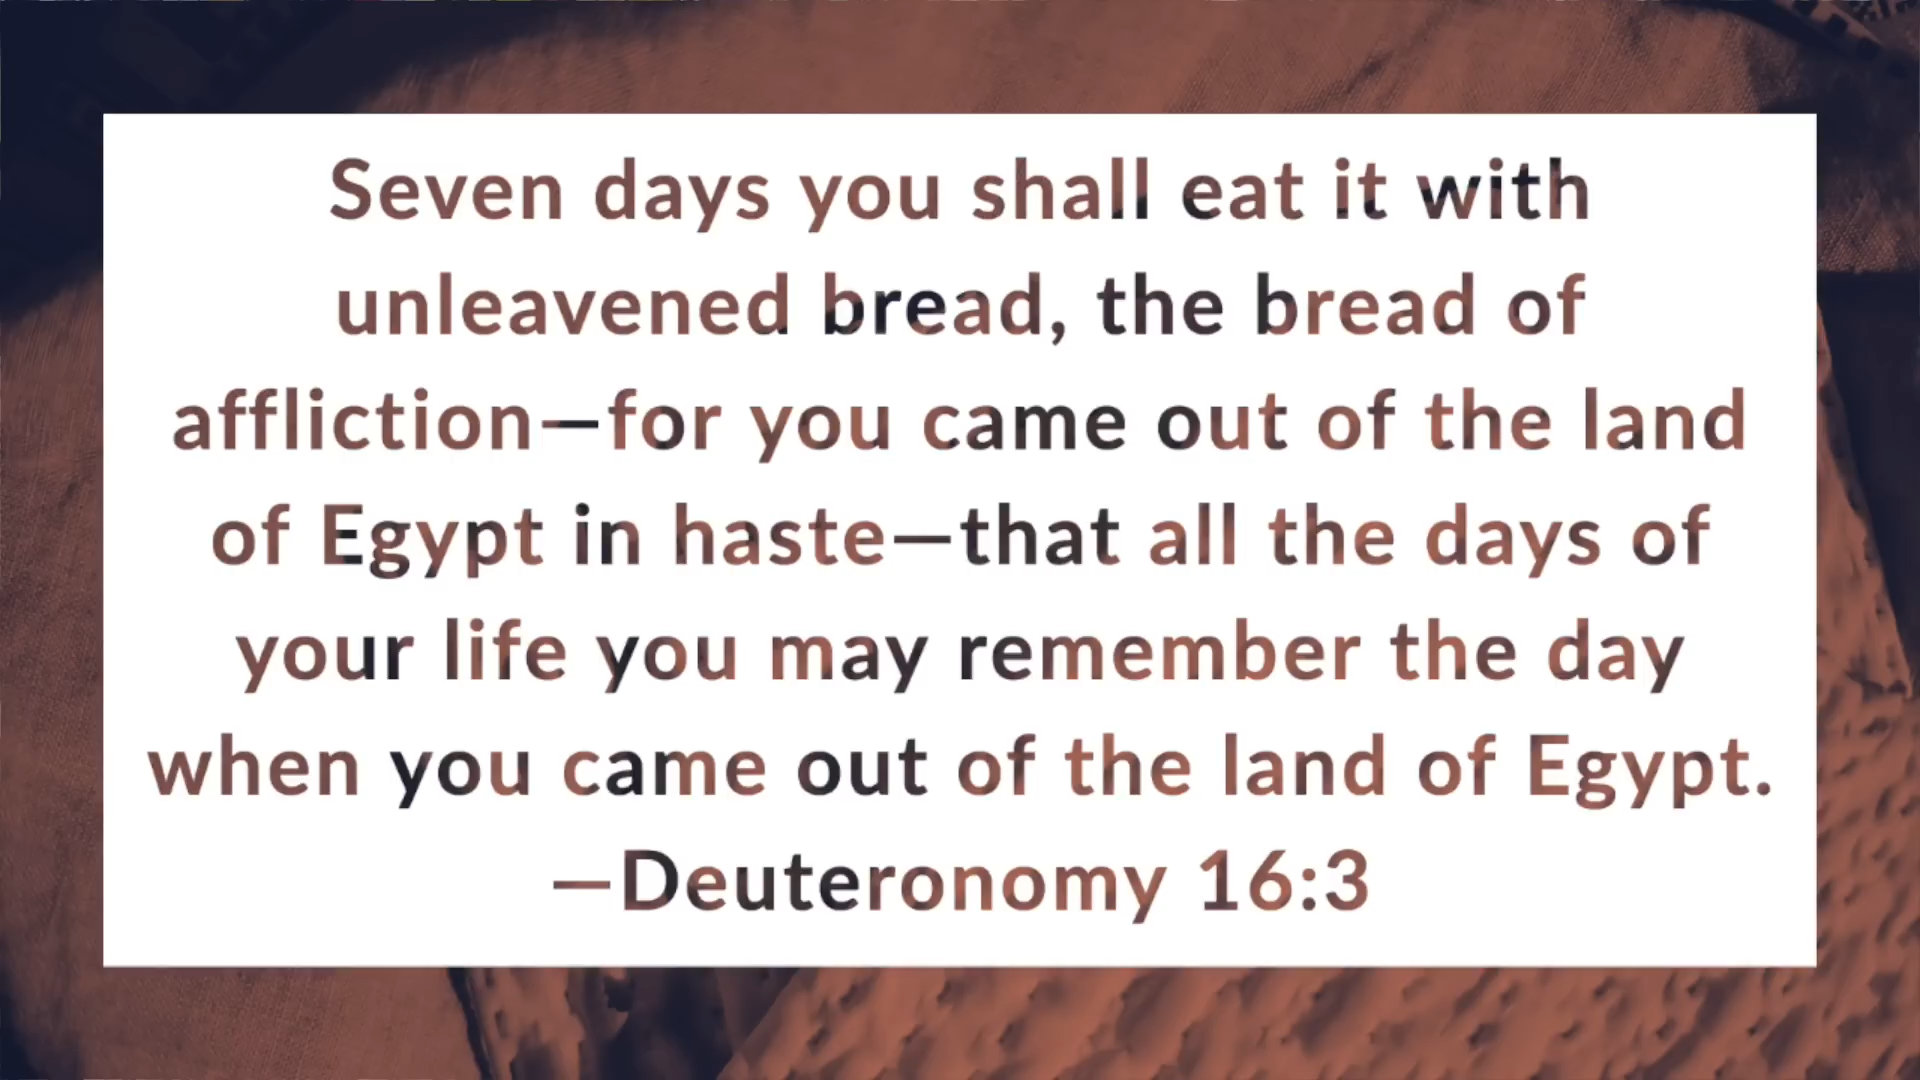 Seven days you shall eat it with
unleavened bread, the bread of
affliction—for you came out of the land
of Egypt in haste—that all the days of
your life you may remember the day
when you came out of the land of Egypt.
—Deuteronomy 16:3